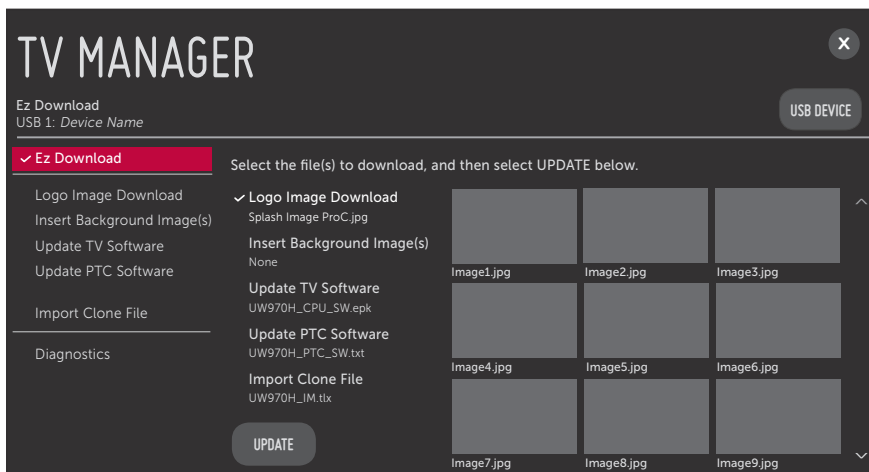 TV MANAGER
X
Ez Download
USB 1: Device Name
USB DEVICE
✓ Ez Download
Logo Image Download
Insert Background Image(s)
Update TV Software
Update PTC Software
Import Clone File
Diagnostics
Select the file(s) to download, and then select UPDATE below.
✓ Logo Image Download
Splash Image ProC.jpg
Insert Background Image(s)
None
Update TV Software
UW970H_CPU_SW.epk
Update PTC Software
UW970H_PTC_SW.txt
Import Clone File
UW970H_IM.tlx
UPDATE
Image1.jpg
Image2.jpg
Image3.jpg
Image4.jpg
Image5.jpg
Image6.jpg
Image7.jpg
Image8.jpg
Image9.jpg